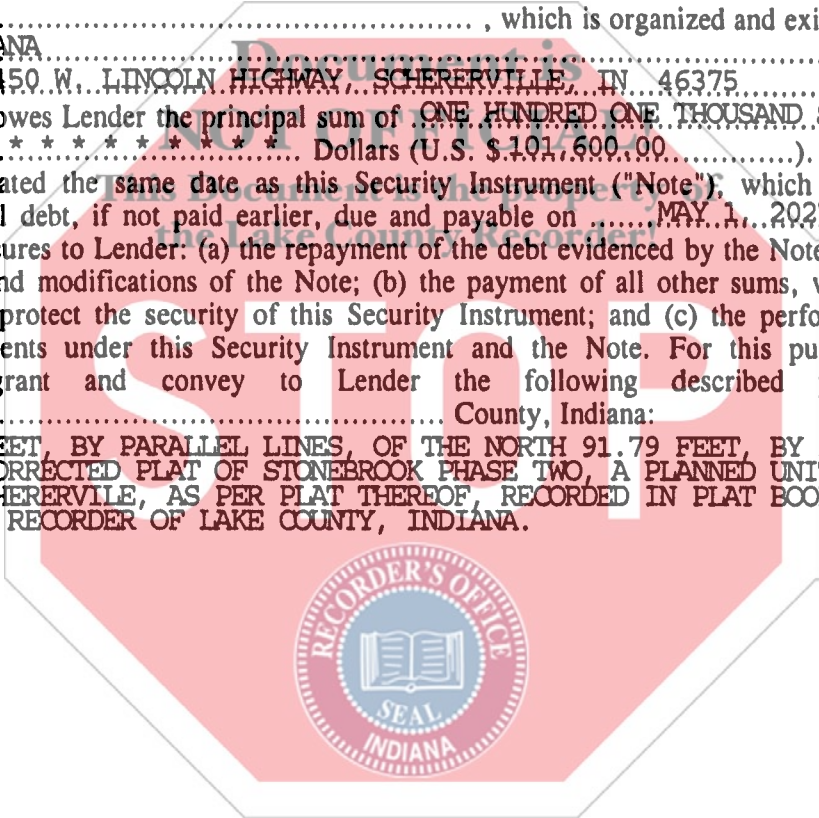 ........................................ , which is organized and exi
ANA
50 W. LINCOLN HIGHWAY, SCHERERVILLE, IN 46375
owes Lender the principal sum of ONE HUNDRED ONE THOUSAND
* * * * * * * * * * Dollars (U.S. $ 101,600.00 ..........).
ated the same date as this Security Instrument ("Note"), which
l debt, if not paid earlier, due and payable on ...... MAY 1, 202
sures to Lender: (a) the repayment of the debt evidenced by the Note
nd modifications of the Note; (b) the payment of all other sums, w
protect the security of this Security Instrument; and (c) the perfo
ents under this Security Instrument and the Note. For this pu
grant and convey to Lender the following described
........................................ County, Indiana:
EET, BY PARALLEL LINES, OF THE NORTH 91.79 FEET, BY
ORRECTED PLAT OF STONEBROOK PHASE TWO, A PLANNED UNI
HERERVILE, AS PER PLAT THEREOF, RECORDED IN PLAT BOO
RECORDER OF LAKE COUNTY, INDIANA.
Document is
NOT OFFICIAL!
This Document is the property of
the Lake County Recorder!
STOP
RECORDER'S OFFICE
SEAL
INDIANA